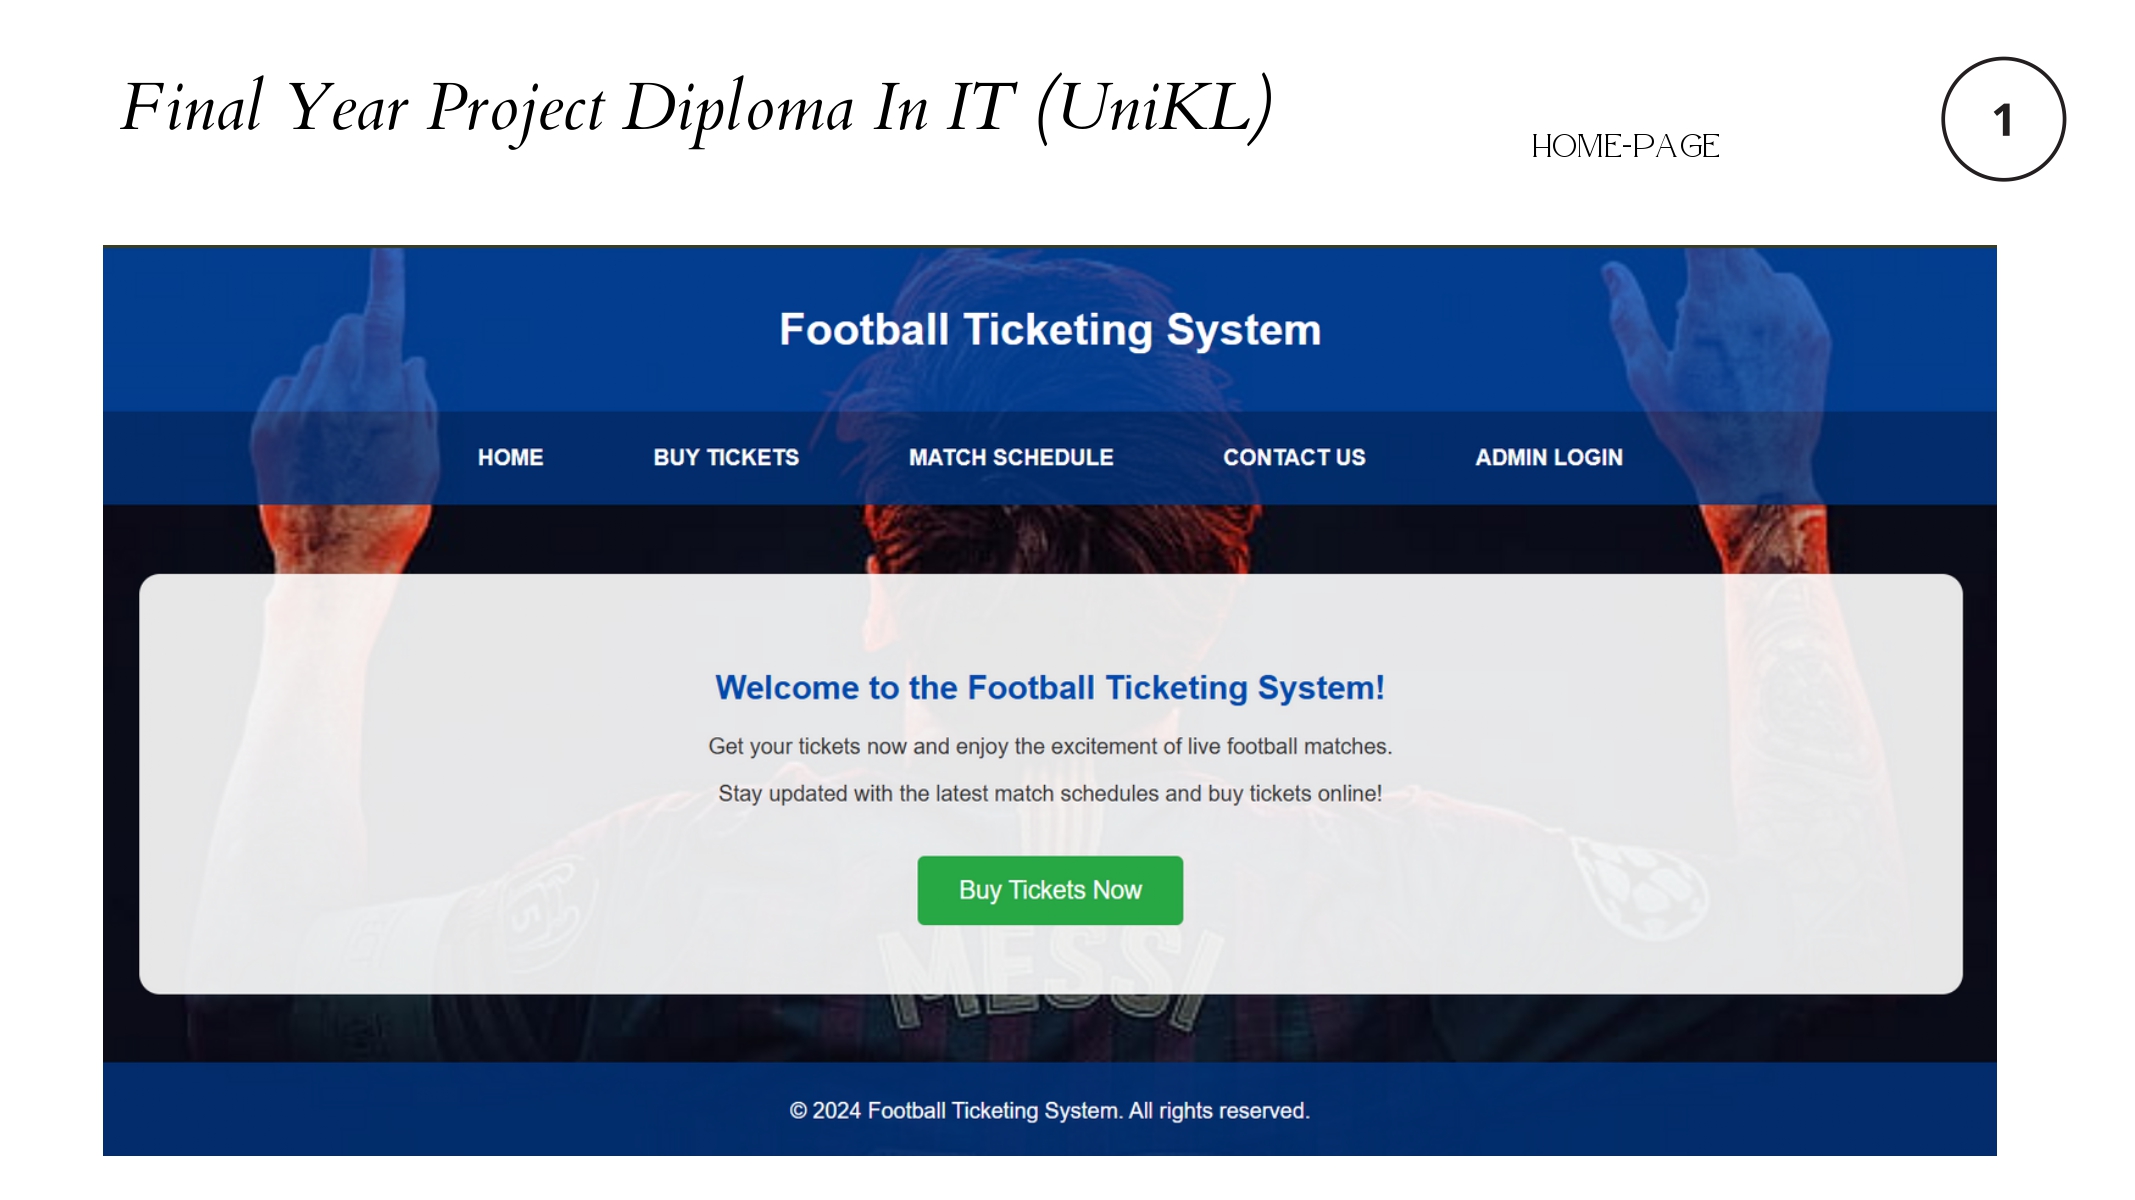 Final Year Project Diploma In IT (UniKL)
HOME-PAGE
1
Football Ticketing System
HOME BUY TICKETS MATCH SCHEDULE CONTACT US ADMIN LOGIN
Welcome to the Football Ticketing System!
Get your tickets now and enjoy the excitement of live football matches.
Stay updated with the latest match schedules and buy tickets online!
Buy Tickets Now
MESSI
© 2024 Football Ticketing System. All rights reserved.